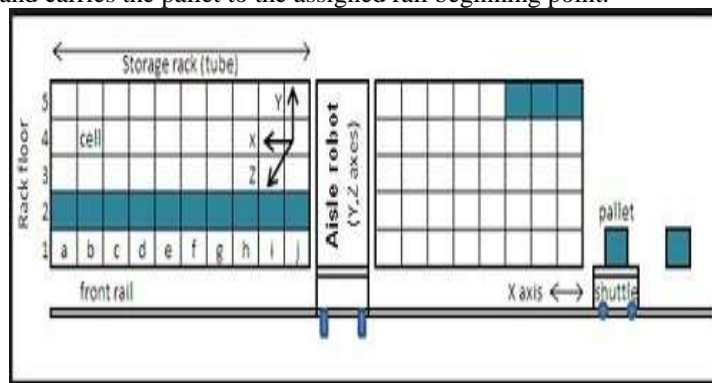 and carries the pallet to the assigned rail beginning point.
Storage rack (tube)
Rack floor
5
4
3
2
1
Y
X
Z
cell
a b c d e f g h i j
Aisle robot
(Y,Z axes)
pallet
front rail
X axis
shuttle